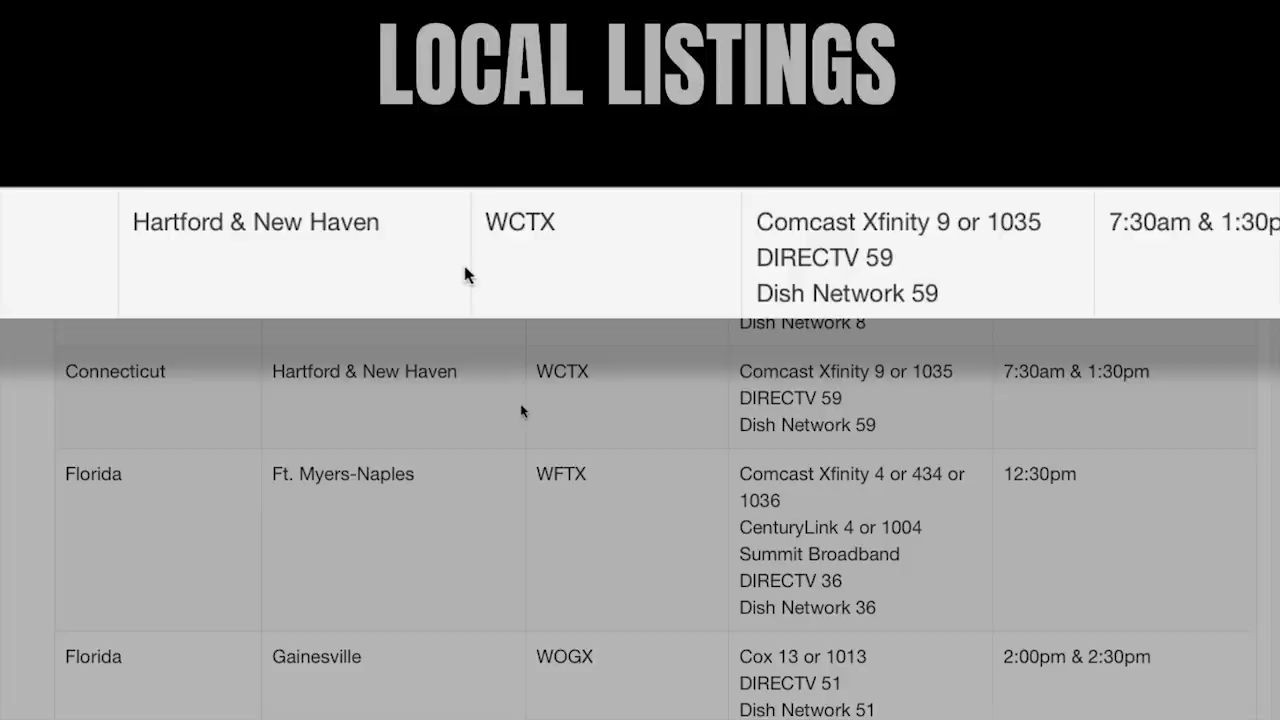 LOCAL LISTINGS
Hartford & New Haven WCTX Comcast Xfinity 9 or 1035 7:30am & 1:30p
DIRECTV 59
Dish Network 59
Dish Network 8
Connecticut Hartford & New Haven WCTX Comcast Xfinity 9 or 1035 7:30am & 1:30pm
DIRECTV 59
Dish Network 59
Florida Ft. Myers-Naples WFTX Comcast Xfinity 4 or 434 or 12:30pm
1036
CenturyLink 4 or 1004
Summit Broadband
DIRECTV 36
Dish Network 36
Florida Gainesville WOGX Cox 13 or 1013 2:00pm & 2:30pm
DIRECTV 51
Dish Network 51